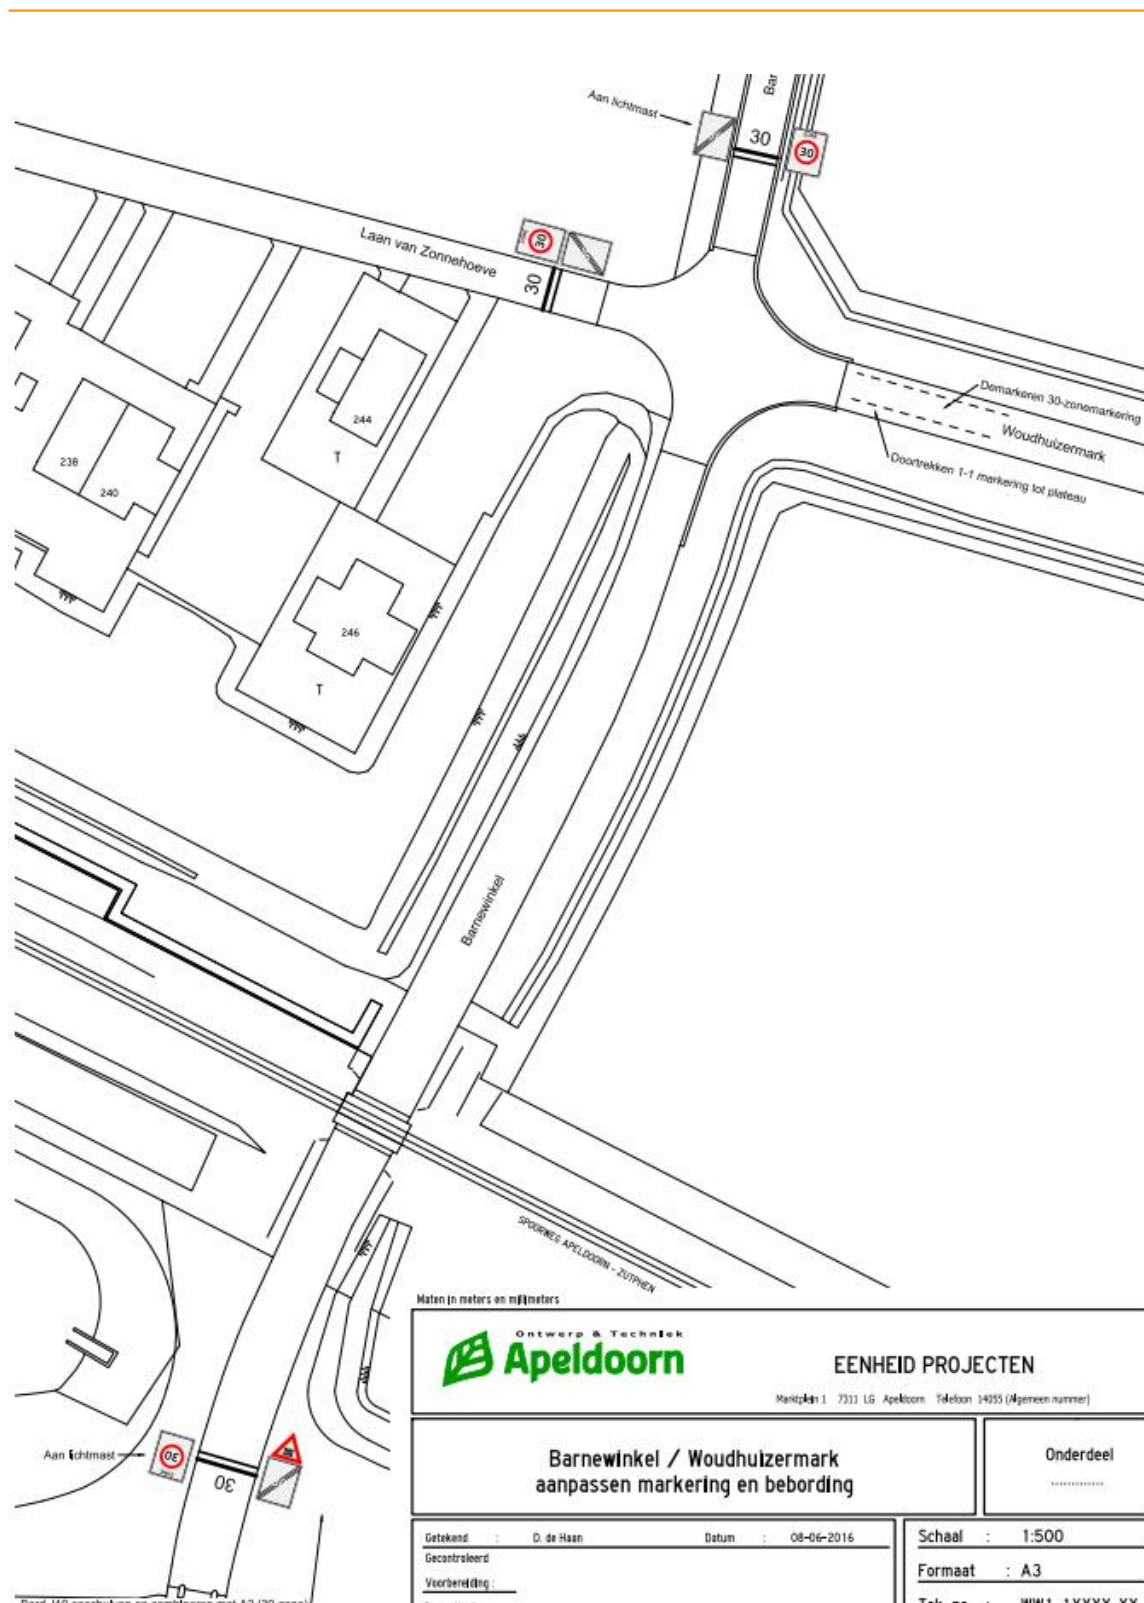 Bar
Aan lichtmast
30
30
30
Laan van Zonnehoeve
30
Demarkeren 30-zonemarkering
Woudhuizermark
Doortrekken 1-1 markering tot plateau
244
T
238
240
246
T
Barnewinkel
SPOORWEG APELDOORN - ZUTPHEN
Maten in meters en millimeters
Ontwerp & Techniek
Apeldoorn
EENHEID PROJECTEN
Marktplein 1 7311 LG Apeldoorn Telefoon 14055 (Algemeen nummer)
Aan lichtmast
30
30
Barnewinkel / Woudhuizermark
aanpassen markering en bebording
Onderdeel
..............
Getekend : D. de Haan Datum : 08-06-2016
Gecontroleerd
Voorbereiding :
Schaal : 1:500
Formaat : A3